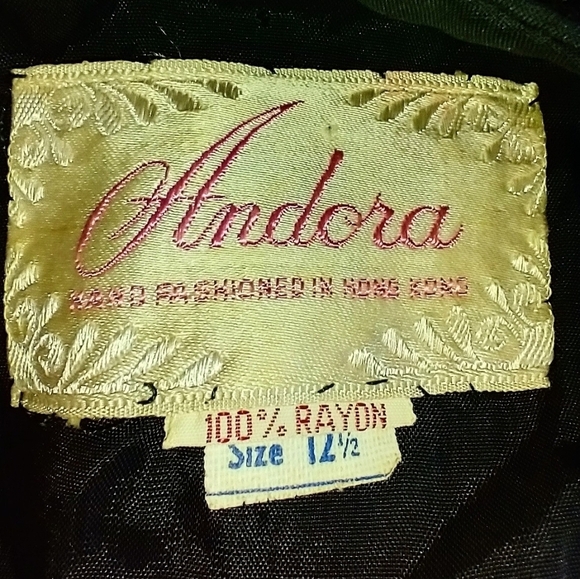 Andora
HAND FASHIONED IN HONG KONG
100% RAYON
Size 12½